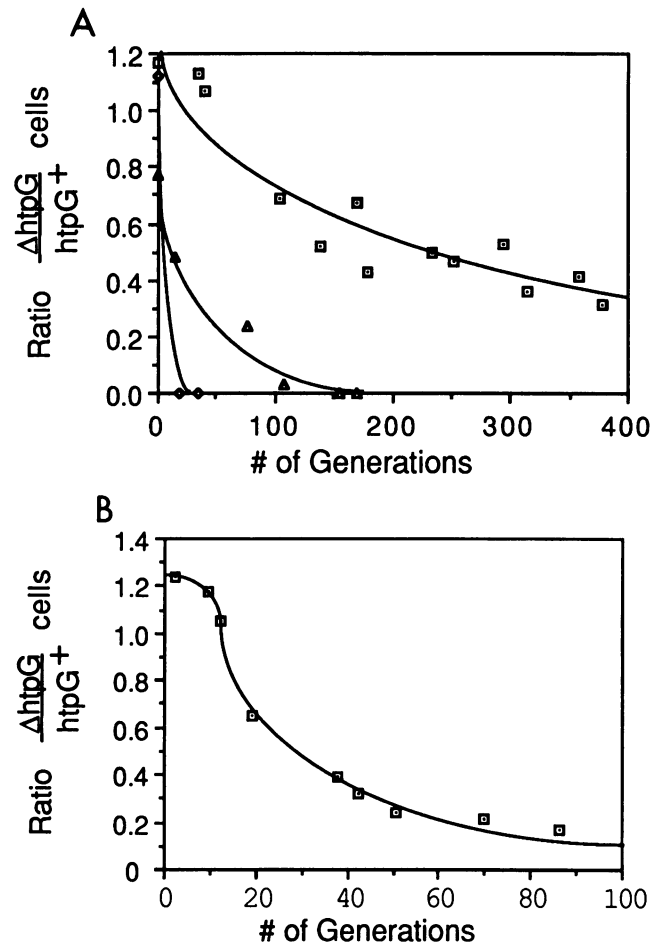 A
1.2
1.0
0.8
0.6
0.4
0.2
0.0
Ratio ΔhtpG cells
htpG+
0 100 200 300 400
# of Generations
B
1.4
1.2
1.0
0.8
0.6
0.4
0.2
0
Ratio ΔhtpG cells
htpG+
0 20 40 60 80 100
# of Generations